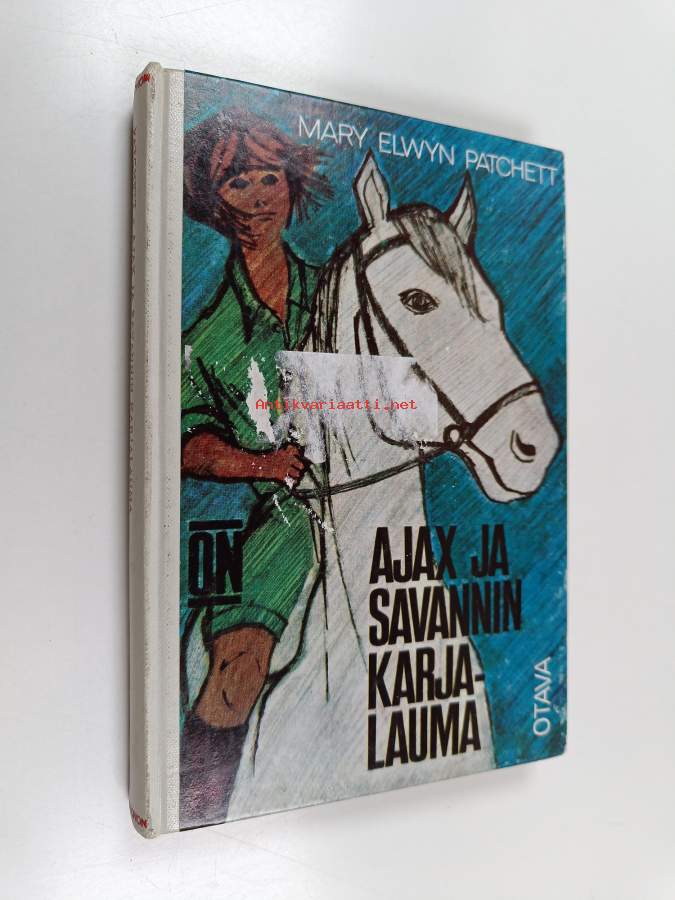 MARY ELWYN PATCHETT
Antikvariaatti.net
ON
AJAX JA
SAVANNIN
KARJA-
LAUMA
OTAVA